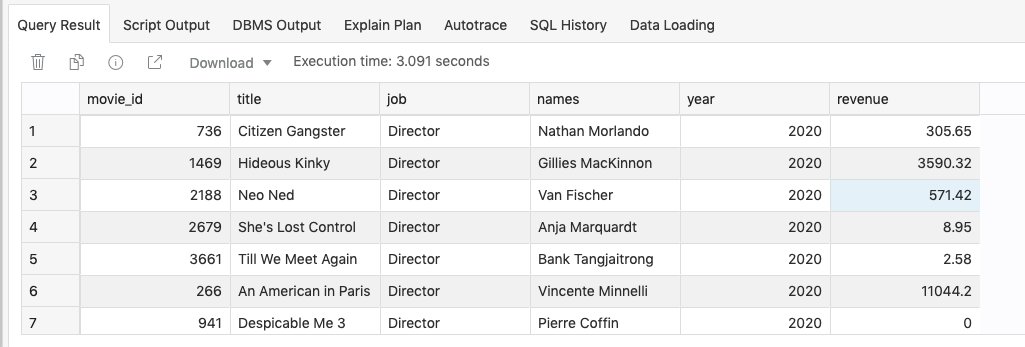 Query Result Script Output DBMS Output Explain Plan Autotrace SQL History Data Loading
Download Execution time: 3.091 seconds
movie_id title job names year revenue
1 736 Citizen Gangster Director Nathan Morlando 2020 305.65
2 1469 Hideous Kinky Director Gillies MacKinnon 2020 3590.32
3 2188 Neo Ned Director Van Fischer 2020 571.42
4 2679 She's Lost Control Director Anja Marquardt 2020 8.95
5 3661 Till We Meet Again Director Bank Tangjaitrong 2020 2.58
6 266 An American in Paris Director Vincente Minnelli 2020 11044.2
7 941 Despicable Me 3 Director Pierre Coffin 2020 0